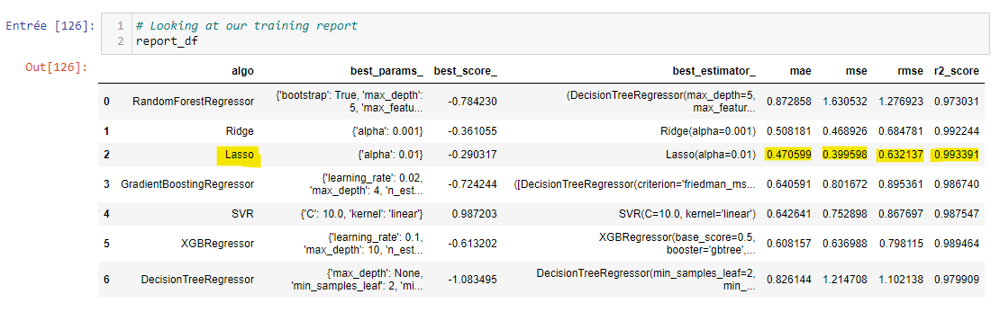 Entrée [126]: 1 # Looking at our training report
2 report_df
Out[126]:
algo best_params_ best_score_ best_estimator_ mae mse rmse r2_score
0 RandomForestRegressor {'bootstrap': True, 'max_depth': 5, 'max_featu... -0.784230 (DecisionTreeRegressor(max_depth=5, max_featur... 0.872858 1.630532 1.276923 0.973031
1 Ridge {'alpha': 0.001} -0.361055 Ridge(alpha=0.001) 0.508181 0.468926 0.684781 0.992244
2 Lasso {'alpha': 0.01} -0.290317 Lasso(alpha=0.01) 0.470599 0.399598 0.632137 0.993391
3 GradientBoostingRegressor {'learning_rate': 0.02, 'max_depth': 4, 'n_est... -0.724244 ([DecisionTreeRegressor(criterion='friedman_ms... 0.640591 0.801672 0.895361 0.986740
4 SVR {'C': 10.0, 'kernel': 'linear'} 0.987203 SVR(C=10.0, kernel='linear') 0.642641 0.752898 0.867697 0.987547
5 XGBRegressor {'learning_rate': 0.1, 'max_depth': 10, 'n_est... -0.613202 XGBRegressor(base_score=0.5, booster='gbtree',... 0.608157 0.636988 0.798115 0.989464
6 DecisionTreeRegressor {'max_depth': None, 'min_samples_leaf': 2, 'mi... -1.083495 DecisionTreeRegressor(min_samples_leaf=2, min_... 0.826144 1.214708 1.102138 0.979909